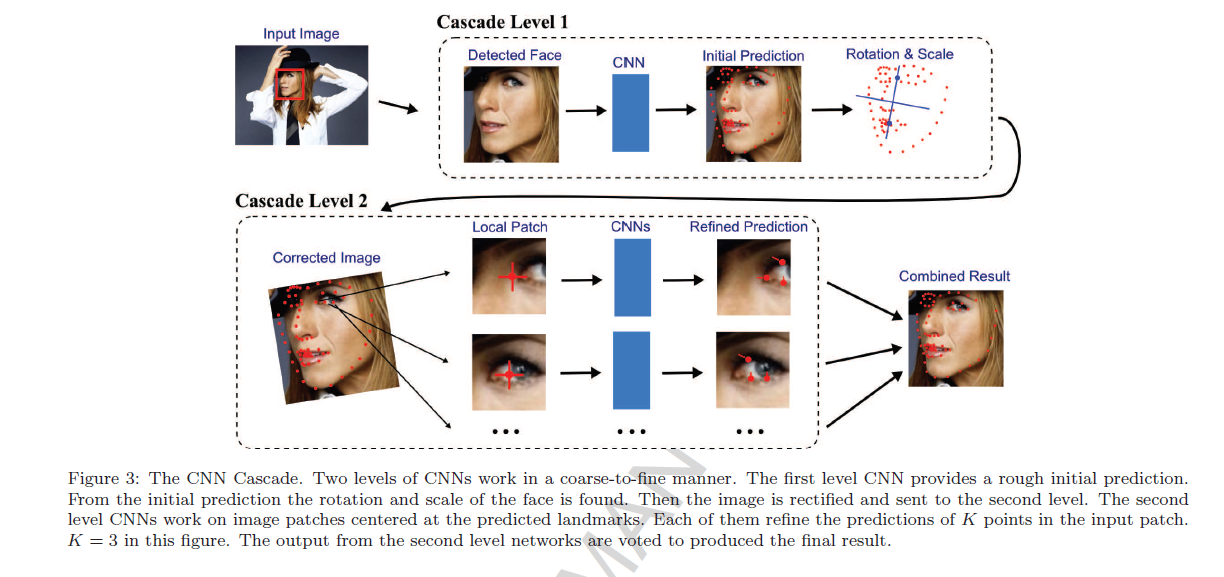 Cascade Level 1
Input Image
Detected Face
CNN
Initial Prediction
Rotation & Scale
Cascade Level 2
Local Patch
CNNs
Refined Prediction
Corrected Image
Combined Result
Figure 3: The CNN Cascade. Two levels of CNNs work in a coarse-to-fine manner. The first level CNN provides a rough initial prediction.
From the initial prediction the rotation and scale of the face is found. Then the image is rectified and sent to the second level. The second
level CNNs work on image patches centered at the predicted landmarks. Each of them refine the predictions of K points in the input patch.
K = 3 in this figure. The output from the second level networks are voted to produced the final result.
MAN